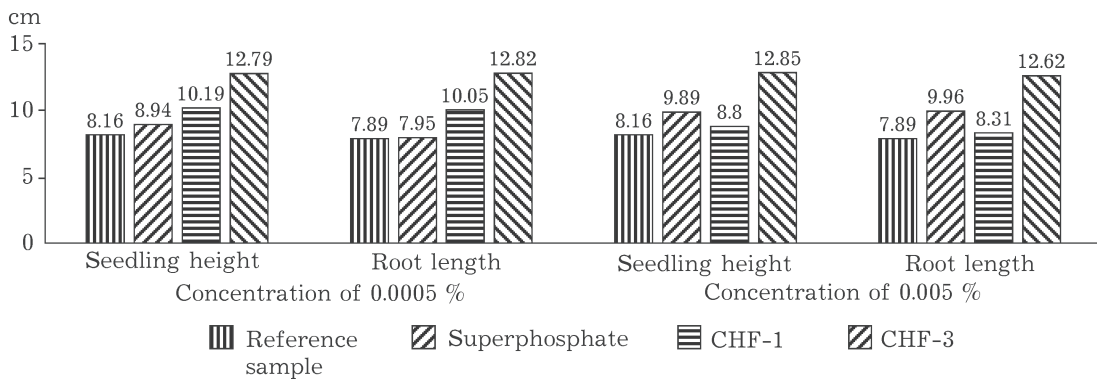 cm
15
12.79
12.82
12.85
12.62
10.19
10.05
9.89
9.96
10
8.16
8.94
7.89
7.95
8.16
8.8
7.89
8.31
5
0
Seedling height
Root length
Seedling height
Root length
Concentration of 0.0005 %
Concentration of 0.005 %
Reference
sample
Superphosphate
CHF-1
CHF-3